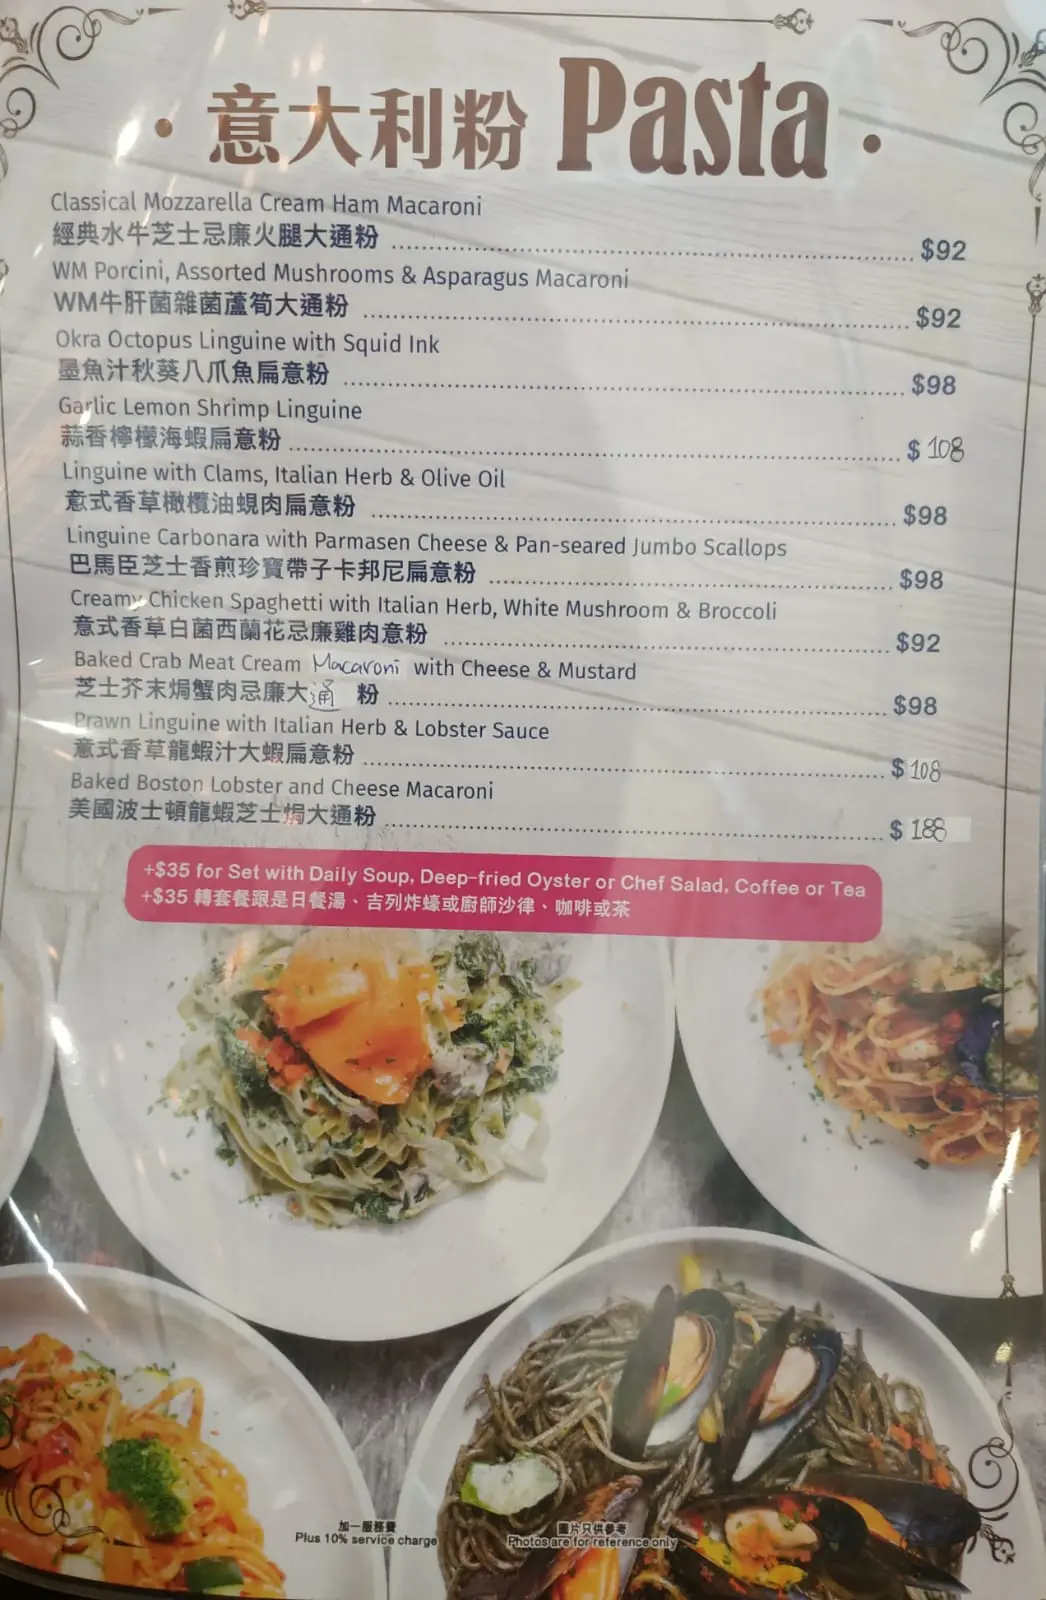 意大利粉 Pasta
Classical Mozzarella Cream Ham Macaroni
經典水牛芝士忌廉火腿大通粉 $92
WM Porcini, Assorted Mushrooms & Asparagus Macaroni
WM牛肝菌雜菌蘆筍大通粉 $92
Okra Octopus Linguine with Squid Ink
墨魚汁秋葵八爪魚扁意粉 $98
Garlic Lemon Shrimp Linguine
蒜香檸檬海蝦扁意粉 $108
Linguine with Clams, Italian Herb & Olive Oil
意式香草橄欖油蜆肉扁意粉 $98
Linguine Carbonara with Parmasen Cheese & Pan-seared Jumbo Scallops
巴馬臣芝士香煎珍寶帶子卡邦尼扁意粉 $98
Creamy Chicken Spaghetti with Italian Herb, White Mushroom & Broccoli
意式香草白菌西蘭花忌廉雞肉意粉 $92
Baked Crab Meat Cream Macaroni with Cheese & Mustard
芝士芥末焗蟹肉忌廉大通粉 $98
Prawn Linguine with Italian Herb & Lobster Sauce
意式香草龍蝦汁大蝦扁意粉 $108
Baked Boston Lobster and Cheese Macaroni
美國波士頓龍蝦芝士焗大通粉 $188
+$35 for Set with Daily Soup, Deep-fried Oyster or Chef Salad, Coffee or Tea
+$35 轉套餐跟是日餐湯、吉列炸蠔或廚師沙律、咖啡或茶
加一服務費
Plus 10% service charge
圖片只供參考
Photos are for reference only